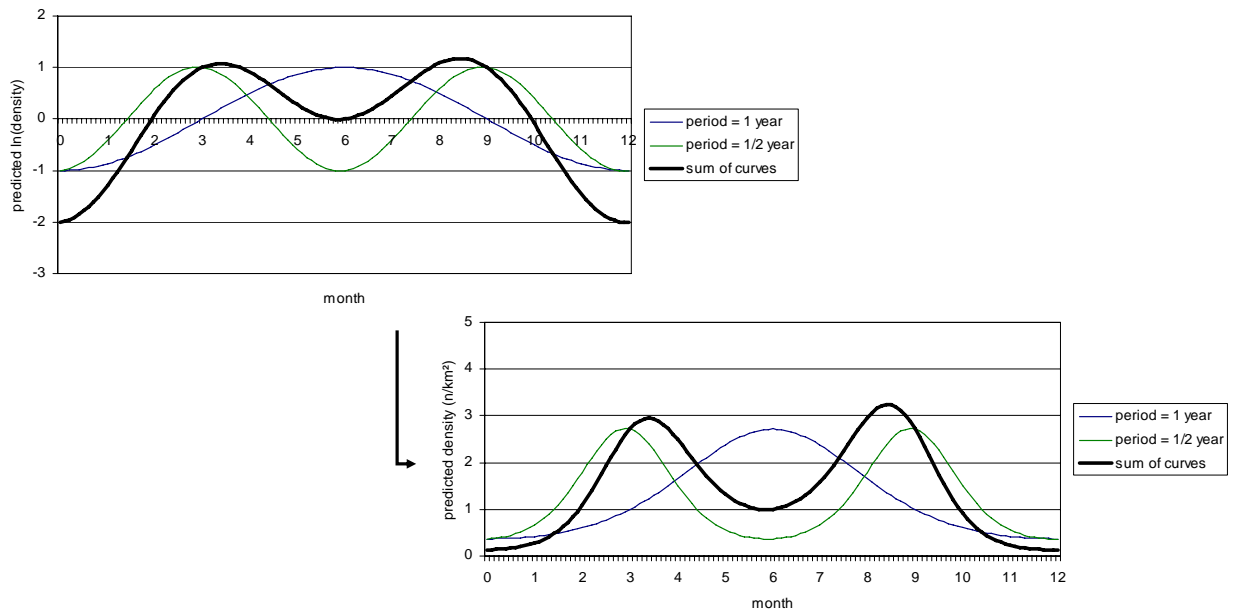 2
1
0
-1
-2
-3
predicted ln(density)
0 1 2 3 4 5 6 7 8 9 10 11 12
month
period = 1 year
period = 1/2 year
sum of curves
5
4
3
2
1
0
predicted density (n/km²)
0 1 2 3 4 5 6 7 8 9 10 11 12
month
period = 1 year
period = 1/2 year
sum of curves